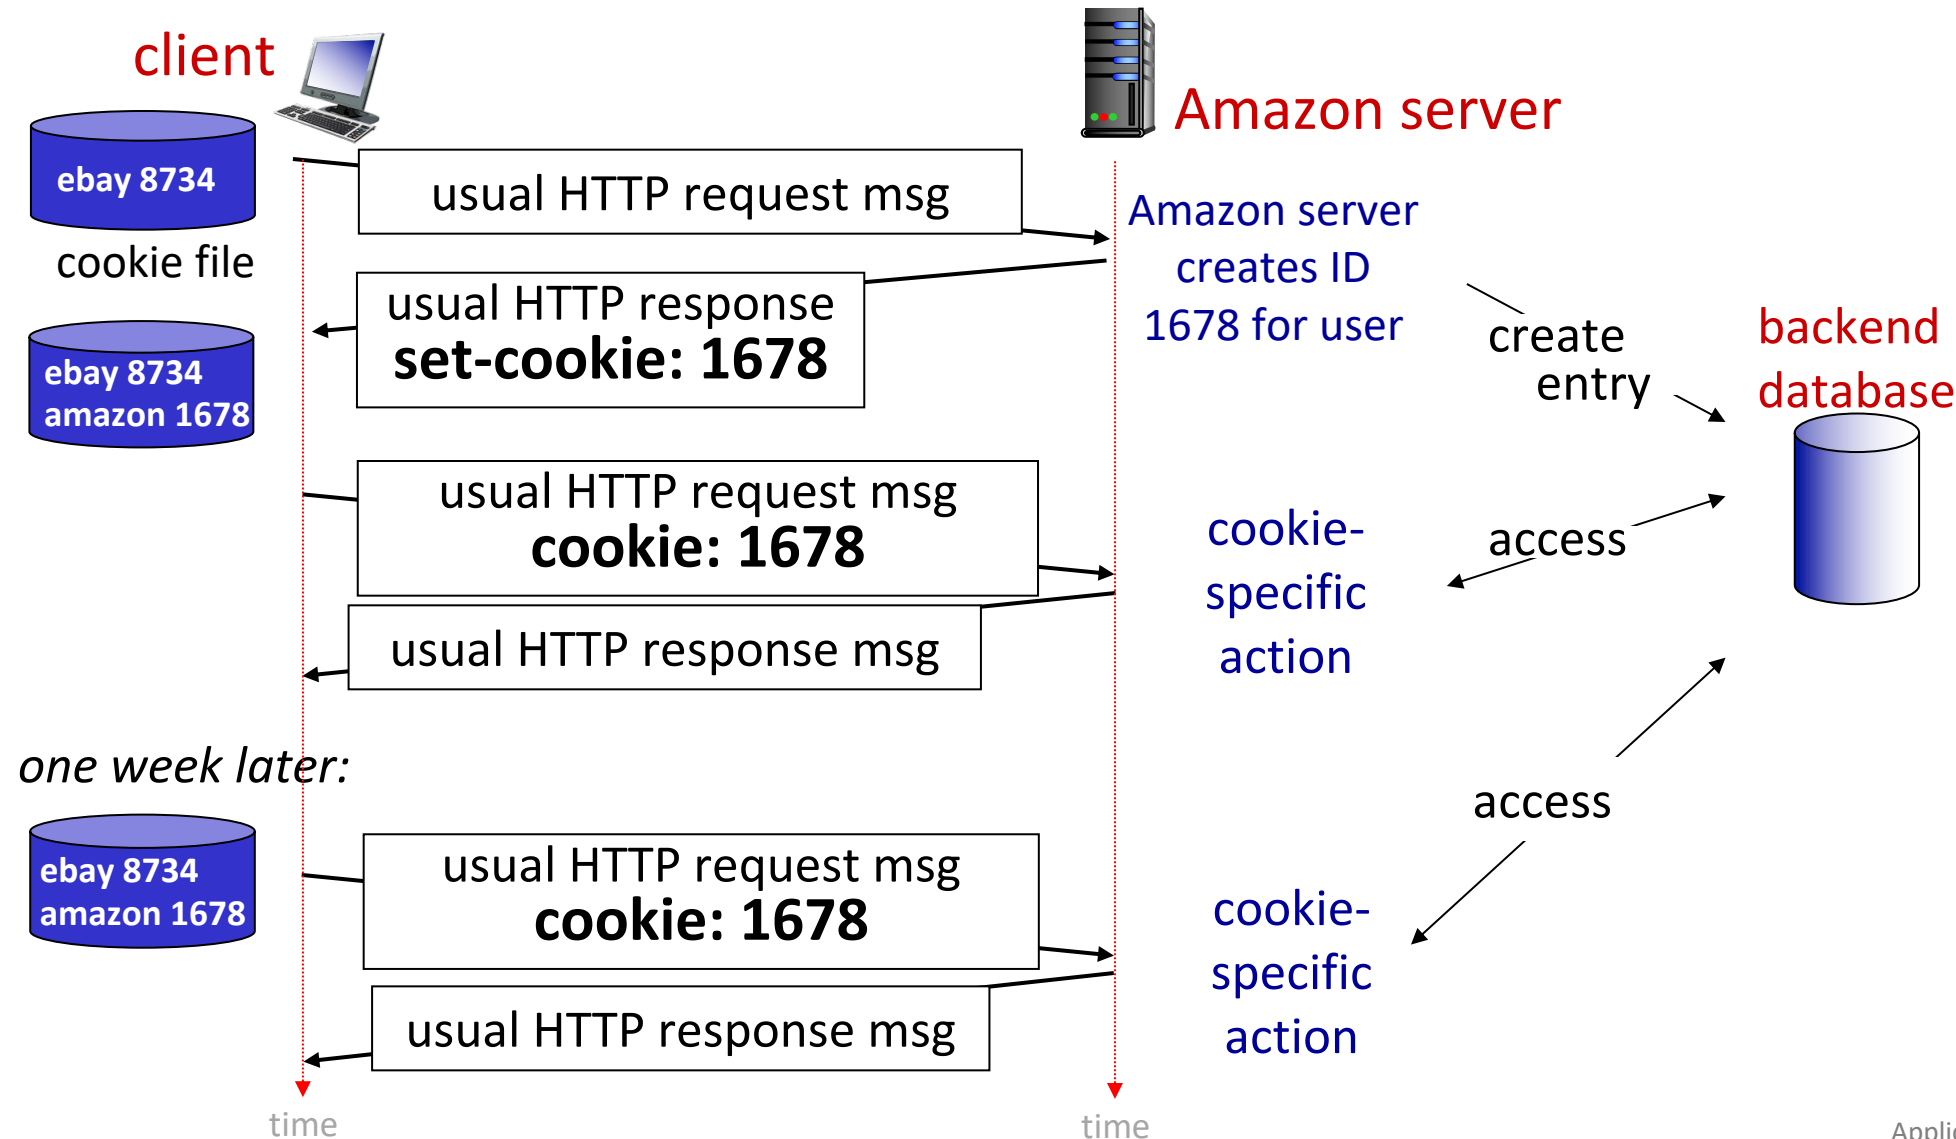 client
Amazon server
ebay 8734
cookie file
usual HTTP request msg
Amazon server
creates ID
1678 for user
usual HTTP response
set-cookie: 1678
create
entry
backend
database
ebay 8734
amazon 1678
usual HTTP request msg
cookie: 1678
cookie-
specific
action
access
usual HTTP response msg
one week later:
access
ebay 8734
amazon 1678
usual HTTP request msg
cookie: 1678
cookie-
specific
action
usual HTTP response msg
time
time